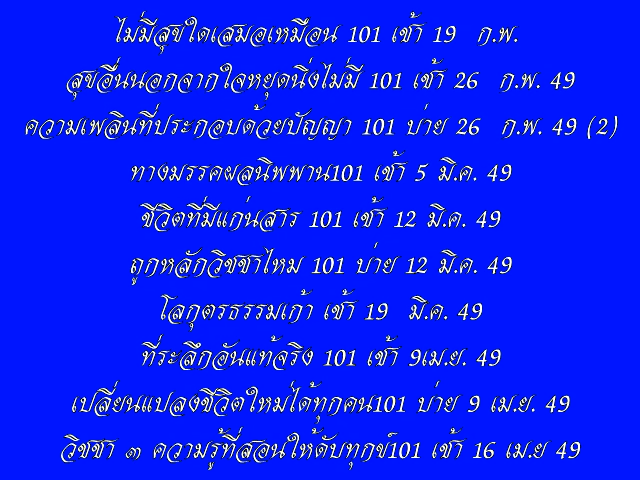 ไม่มีสุขใดเสมอเหมือน 101 เช้า 19 ก.พ.
สุขอื่นนอกจากใจหยุดนิ่งไม่มี 101 เช้า 26 ก.พ. 49
ความเพลินที่ประกอบด้วยปัญญา 101 บ่าย 26 ก.พ. 49 (2)
ทางมรรคผลนิพพาน101 เช้า 5 มี.ค. 49
ชีวิตที่มีแก่นสาร 101 เช้า 12 มี.ค. 49
ถูกหลักวิชชาไหม 101 บ่าย 12 มี.ค. 49
โลกุตรธรรมเก้า เช้า 19 มี.ค. 49
ที่ระลึกอันแท้จริง 101 เช้า 9เม.ย. 49
เปลี่ยนแปลงชีวิตใหม่ได้ทุกคน101 บ่าย 9 เม.ย. 49
วิชชา ๓ ความรู้ที่สอนให้ดับทุกข์101 เช้า 16 เม.ย 49